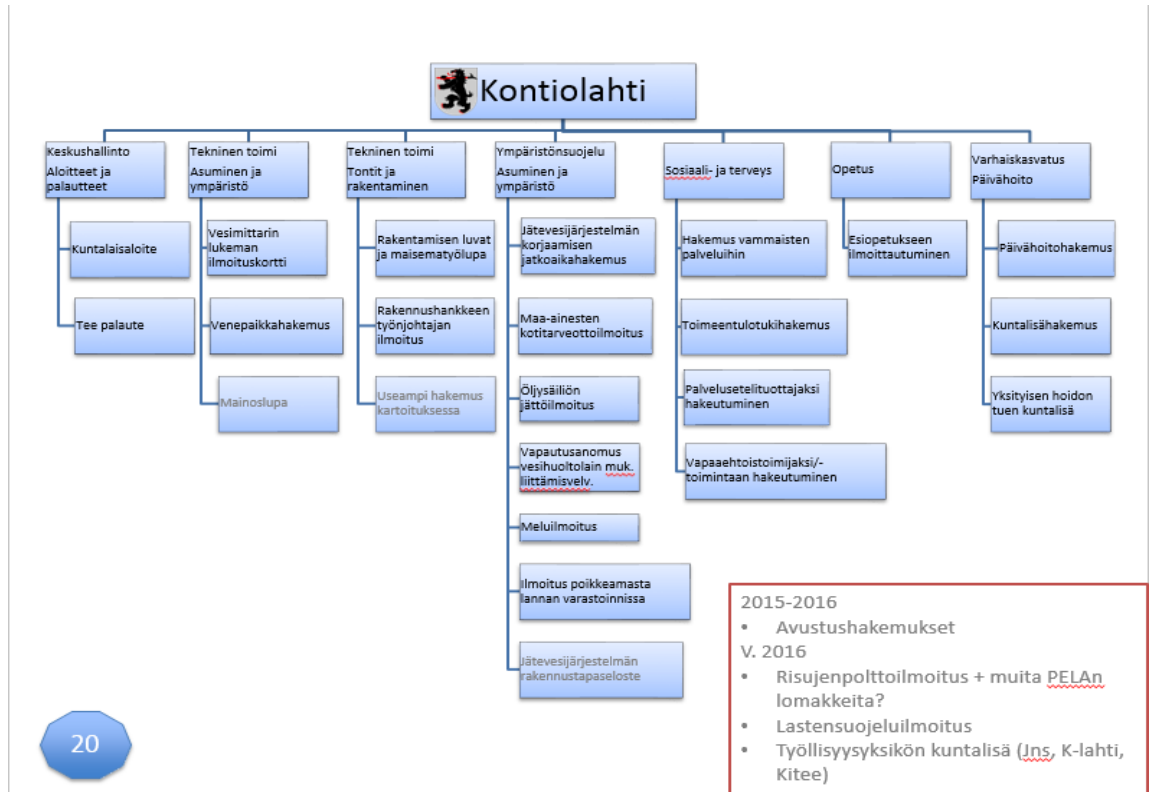 Kontiolahti
Keskushallinto
Aloitteet ja
palautteet
Kuntalaisaloite
Tee palaute
Tekninen toimi
Asuminen ja
ympäristö
Vesimittarin
lukeman
ilmoituskortti
Venepaikkahakemus
Mainoslupa
Tekninen toimi
Tontit ja
rakentaminen
Rakentamisen luvat
ja maisematyölupa
Rakennushankkeen
työnjohtajan
ilmoitus
Useampi hakemus
kartoituksessa
Ympäristönsuojelu
Asuminen ja
ympäristö
Jätevesijärjestelmän
korjaamisen
jatkoaikahakemus
Maa-ainesten
kotitarveottoilmoitus
Öljysäiliön
jättöilmoitus
Vapautusanomus
vesihuoltolain muk.
liittämisvelv.
Meluilmoitus
Ilmoitus poikkeamasta
lannan varastoinnissa
Jätevesijärjestelmän
rakennustapaseloste
Sosiaali- ja terveys
Hakemus vammaisten
palveluihin
Toimeentulotukihakemus
Palvelusetelituottajaksi
hakeutuminen
Vapaaehtoistoimijaksi/-
toimintaan hakeutuminen
Opetus
Esiopetukseen
ilmoittautuminen
Varhaiskasvatus
Päivähoito
Päivähoitohakemus
Kuntalisähakemus
Yksityisen hoidon
tuen kuntalisä
2015-2016
• Avustushakemukset
V. 2016
• Risujenpolttoilmoitus + muita PELAn
lomakkeita?
• Lastensuojeluilmoitus
• Työllisyysyksikön kuntalisä (Jns, K-lahti,
Kitee)
20